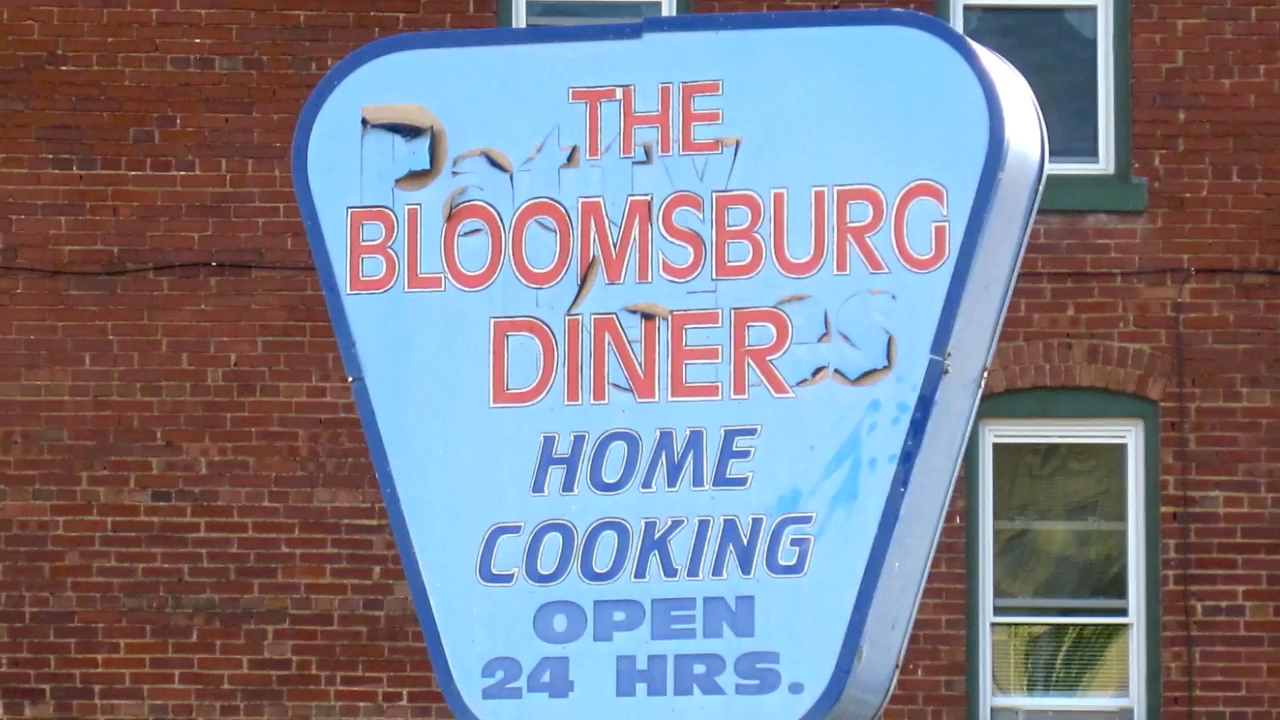 THE
BLOOMSBURG
DINER
HOME
COOKING
OPEN
24 HRS.